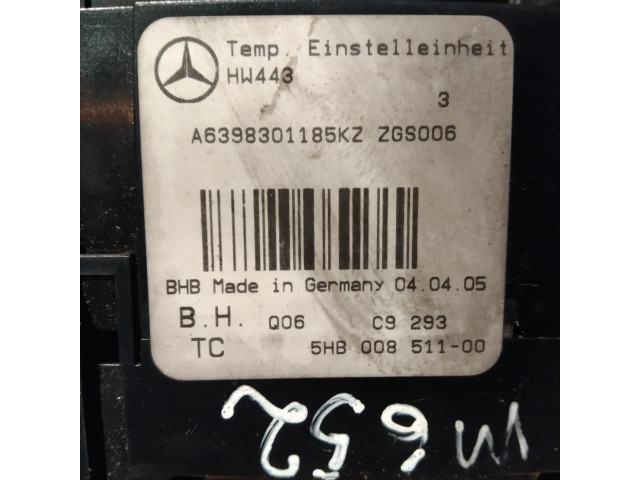 Temp. Einstelleinheit
HW443
3
A6398301185KZ ZGS006
BHB Made in Germany 04.04.05
B.H. Q06 C9 293
TC 5HB 008 511-00
M652